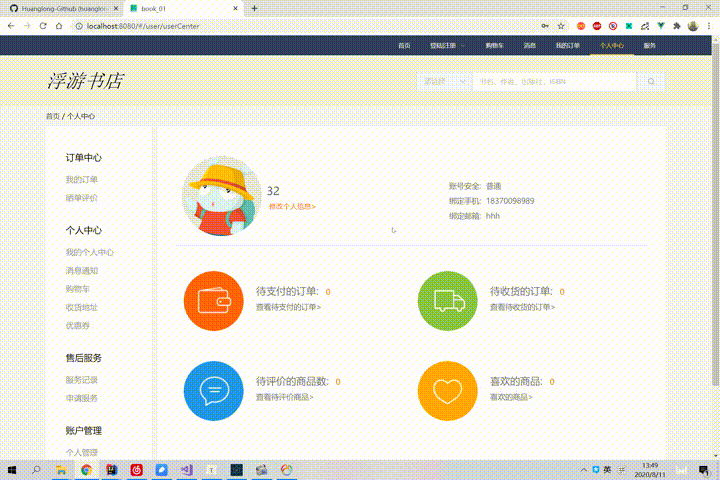 Huanglong-Github (huanglon
book_01
localhost:8080/#/user/userCenter
首页 登陆/注册 购物车 消息 我的订单 个人中心 服务
浮游书店
书名、作者、出版社、ISBN
首页 / 个人中心
订单中心
我的订单
晒单评价
个人中心
我的个人中心
消息通知
购物车
收货地址
优惠券
售后服务
服务记录
申请服务
账户管理
个人管理
32
修改个人信息>
账号安全: 普通
绑定手机: 18370098989
绑定邮箱: hhh
待支付的订单: 0
查看待支付的订单>
待收货的订单: 0
查看待收货的订单>
待评价的商品数: 0
查看待评价商品>
喜欢的商品: 0
喜欢的商品>
英
13:49
2020/8/11